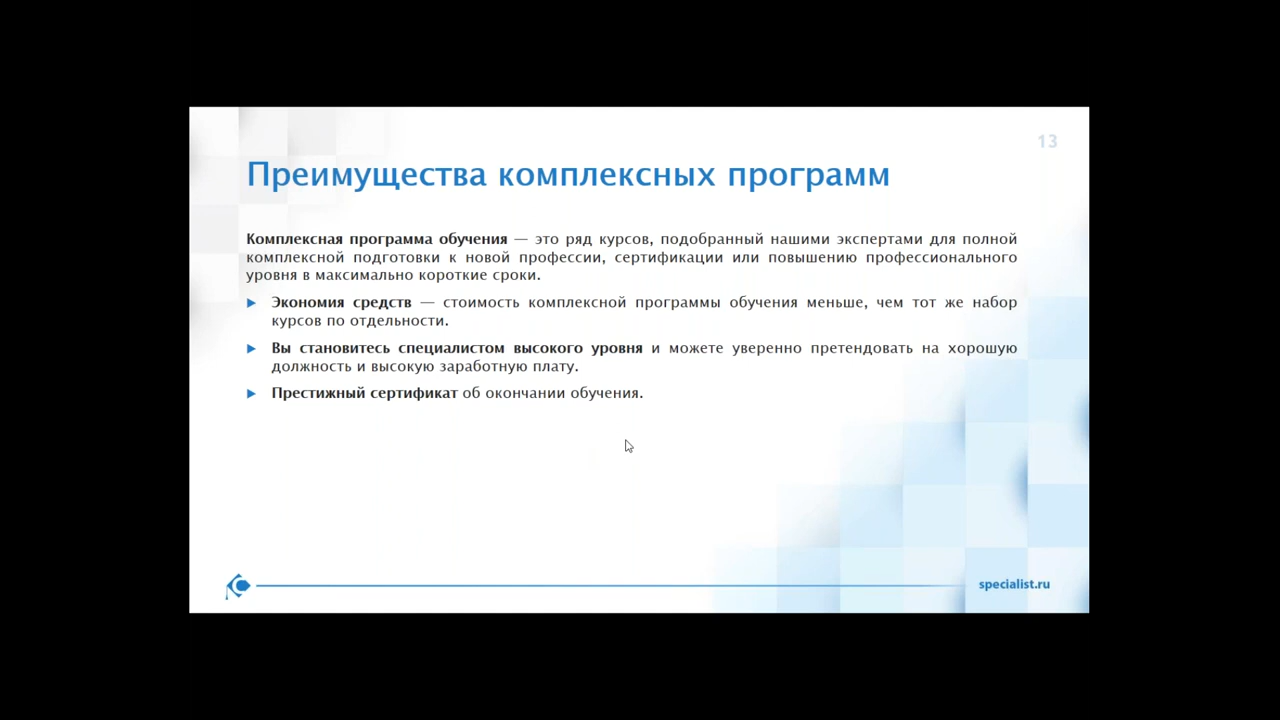 13
Преимущества комплексных программ
Комплексная программа обучения — это ряд курсов, подобранный нашими экспертами для полной
комплексной подготовки к новой профессии, сертификации или повышению профессионального
уровня в максимально короткие сроки.
Экономия средств — стоимость комплексной программы обучения меньше, чем тот же набор
курсов по отдельности.
Вы становитесь специалистом высокого уровня и можете уверенно претендовать на хорошую
должность и высокую заработную плату.
Престижный сертификат об окончании обучения.
specialist.ru